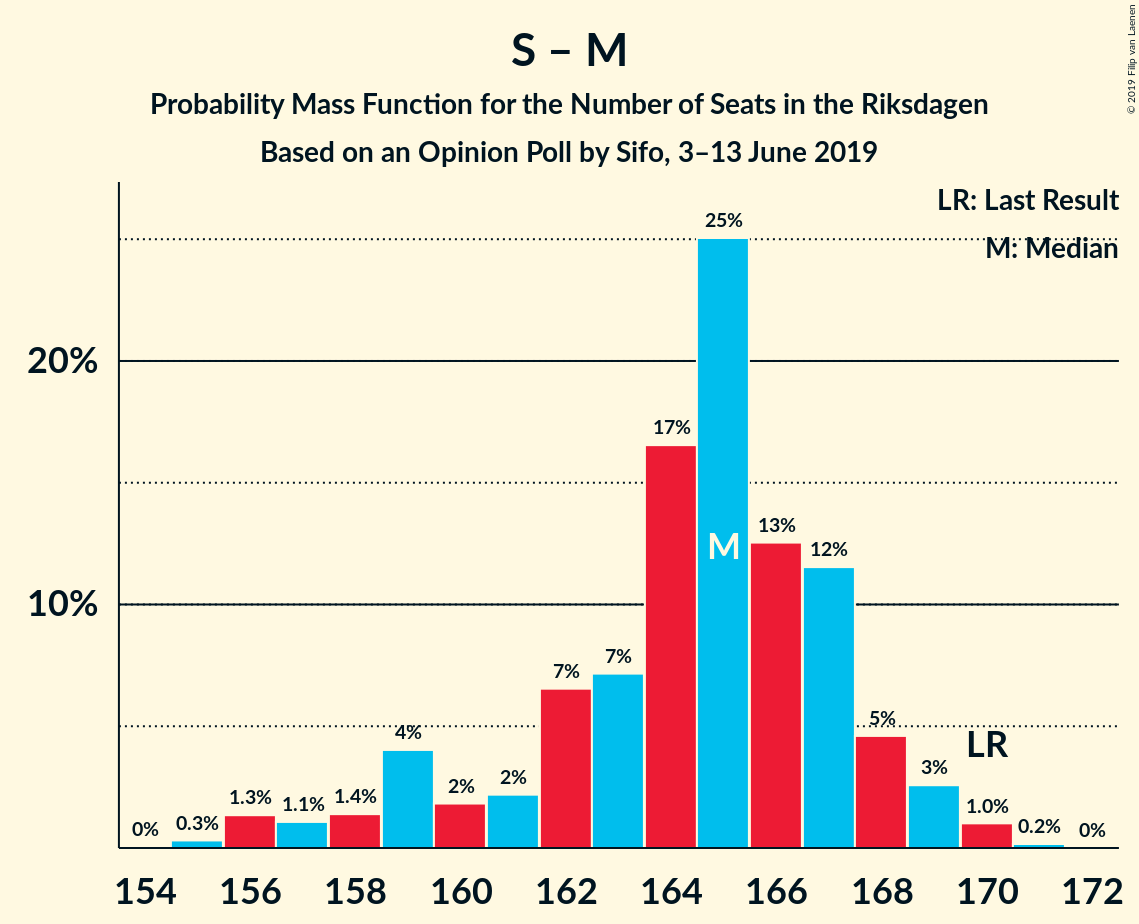 S – M
Probability Mass Function for the Number of Seats in the Riksdagen
Based on an Opinion Poll by Sifo, 3–13 June 2019
© 2019 Filip van Laenen
LR: Last Result
M: Median
20%
10%
0%
0.3%
1.3%
1.1%
1.4%
4%
2%
2%
7%
7%
17%
25%
13%
12%
5%
3%
1.0%
0.2%
0%
M
LR
154 156 158 160 162 164 166 168 170 172